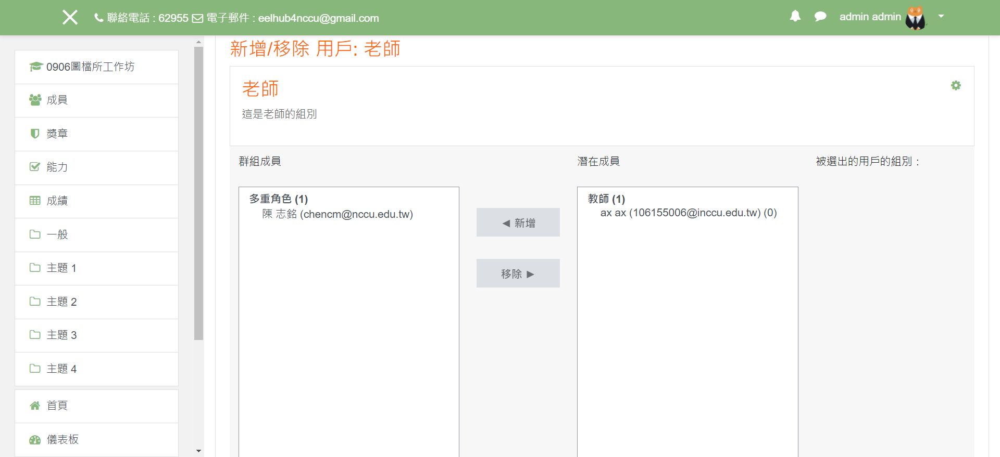 聯絡電話 : 62955 電子郵件 : eelhub4nccu@gmail.com
admin admin
0906圖檔所工作坊
成員
獎章
能力
成績
一般
主題 1
主題 2
主題 3
主題 4
首頁
儀表板
新增/移除 用戶: 老師
老師
這是老師的組別
群組成員
多重角色 (1)
陳 志銘 (chencm@nccu.edu.tw)
◄ 新增
移除 ►
潛在成員
教師 (1)
ax ax (106155006@inccu.edu.tw) (0)
被選出的用戶的組別：